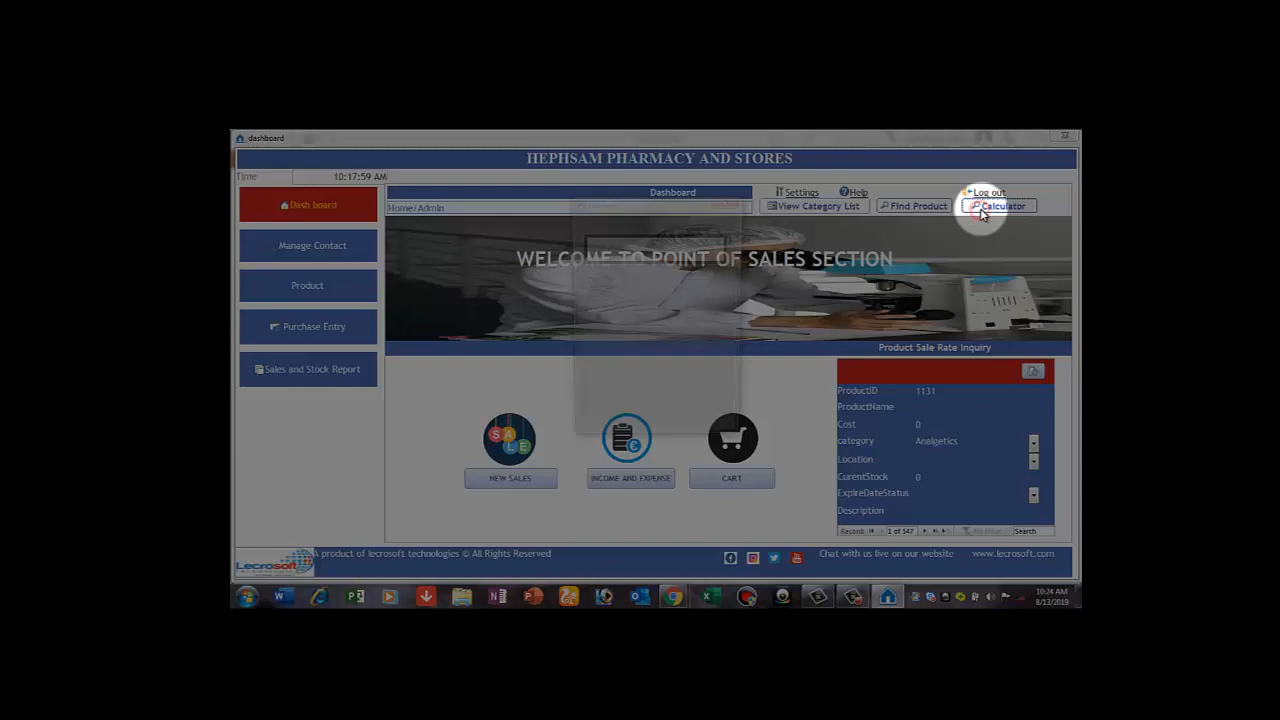 dashboard
HEPHSAM PHARMACY AND STORES
Time 10:17:59 AM
Dash board
Manage Contact
Product
Purchase Entry
Sales and Stock Report
Dashboard
Home/Admin
Settings
Help
Log out
View Category List
Find Product
Calculator
WELCOME TO POINT OF SALES SECTION
Product Sale Rate Inquiry
ProductID 1131
ProductName
Cost 0
category Analgetics
Location
CurentStock 0
ExpireDateStatus
Description
Record: 1 of 547 No Filter Search
SALE
NEW SALES
INCOME AND EXPENSE
CART
Lecrosoft
A product of lecrosoft technologies © All Rights Reserved
Chat with us live on our website www.lecrosoft.com
10:24 AM
8/13/2019